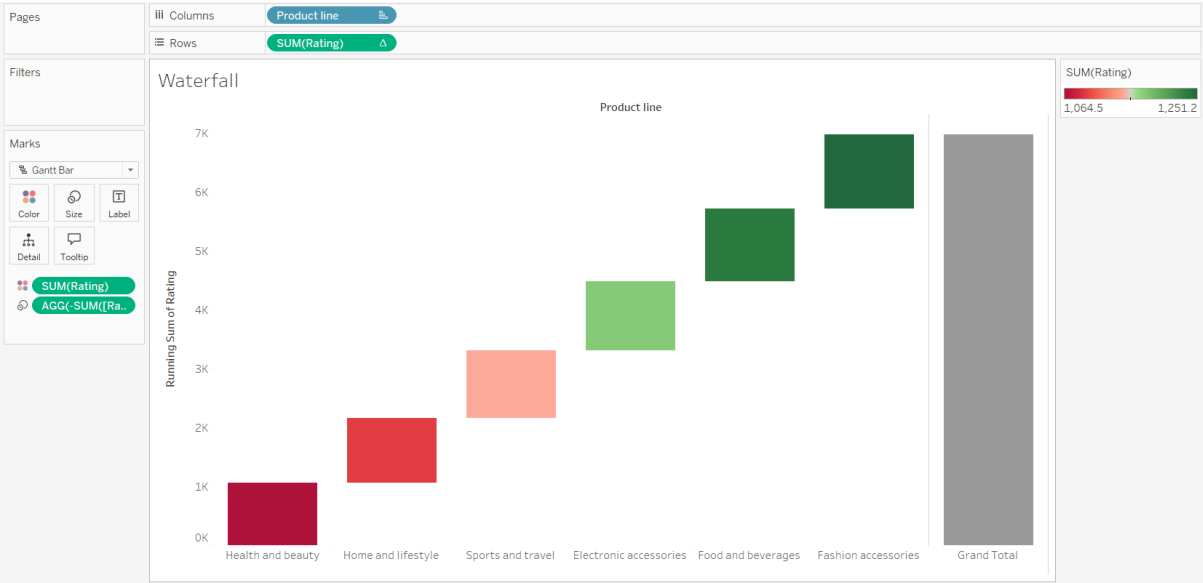 Pages
Columns
Product line
Rows
SUM(Rating)
Filters
Marks
Gantt Bar
Color
Size
Label
Detail
Tooltip
SUM(Rating)
AGG(-SUM([Ra..
Waterfall
Product line
Running Sum of Rating
7K
6K
5K
4K
3K
2K
1K
0K
Health and beauty
Home and lifestyle
Sports and travel
Electronic accessories
Food and beverages
Fashion accessories
Grand Total
SUM(Rating)
1,064.5
1,251.2